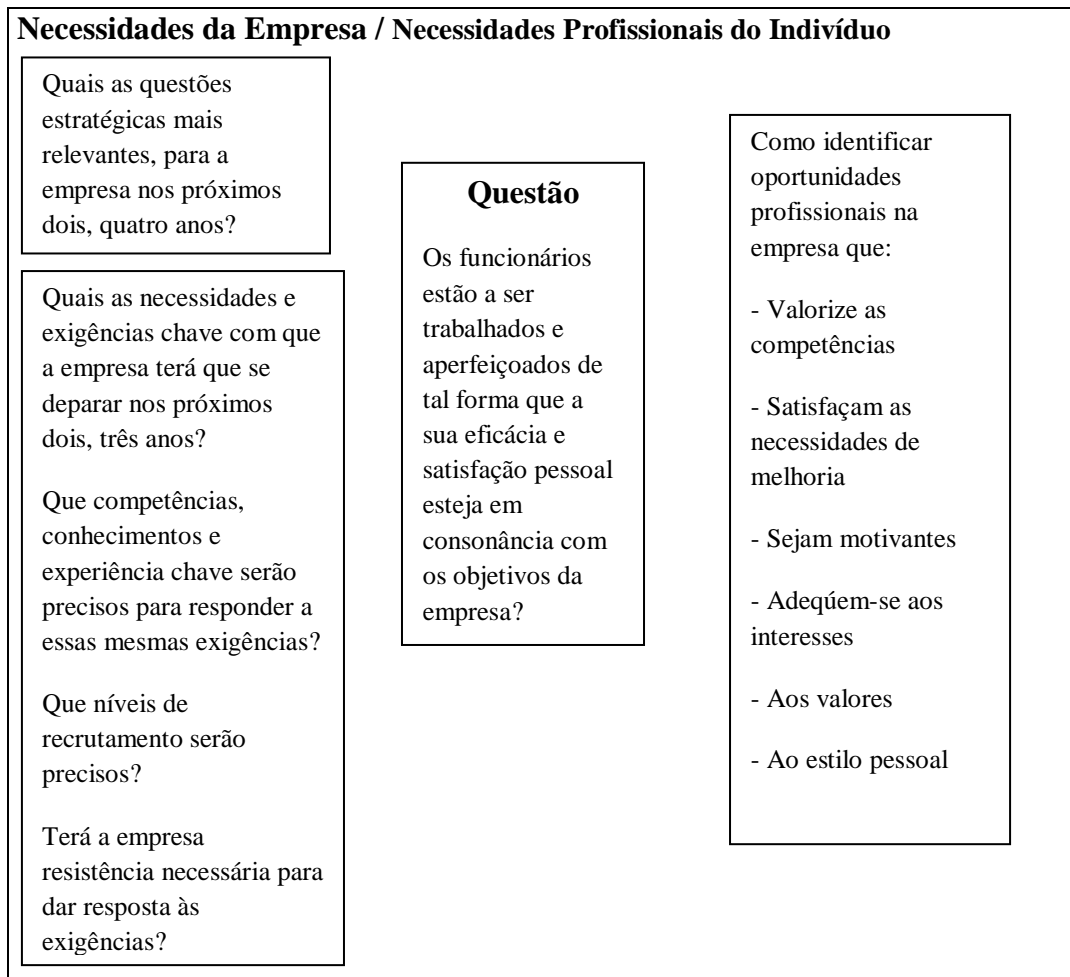 Necessidades da Empresa / Necessidades Profissionais do Indivíduo
Quais as questões
estratégicas mais
relevantes, para a
empresa nos próximos
dois, quatro anos?
Quais as necessidades e
exigências chave com que
a empresa terá que se
deparar nos próximos
dois, três anos?
Que competências,
conhecimentos e
experiência chave serão
precisos para responder a
essas mesmas exigências?
Que níveis de
recrutamento serão
precisos?
Terá a empresa
resistência necessária para
dar resposta às
exigências?
Questão
Os funcionários
estão a ser
trabalhados e
aperfeiçoados de
tal forma que a
sua eficácia e
satisfação pessoal
esteja em
consonância com
os objetivos da
empresa?
Como identificar
oportunidades
profissionais na
empresa que:
- Valorize as
competências
- Satisfaçam as
necessidades de
melhoria
- Sejam motivantes
- Adeqúem-se aos
interesses
- Aos valores
- Ao estilo pessoal